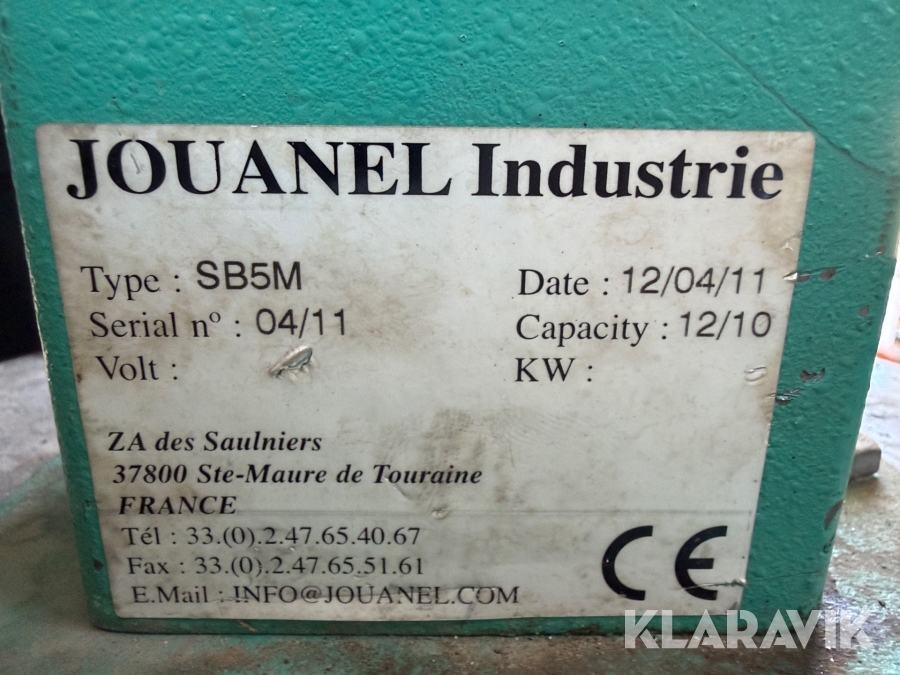 JOUANEL Industrie
Type : SB5M
Date : 12/04/11
Serial nº : 04/11
Capacity : 12/10
Volt :
KW :
ZA des Saulniers
37800 Ste-Maure de Touraine
FRANCE
Tél : 33.(0).2.47.65.40.67
Fax : 33.(0).2.47.65.51.61
E.Mail : INFO@JOUANEL.COM
CE
KLARAVIK